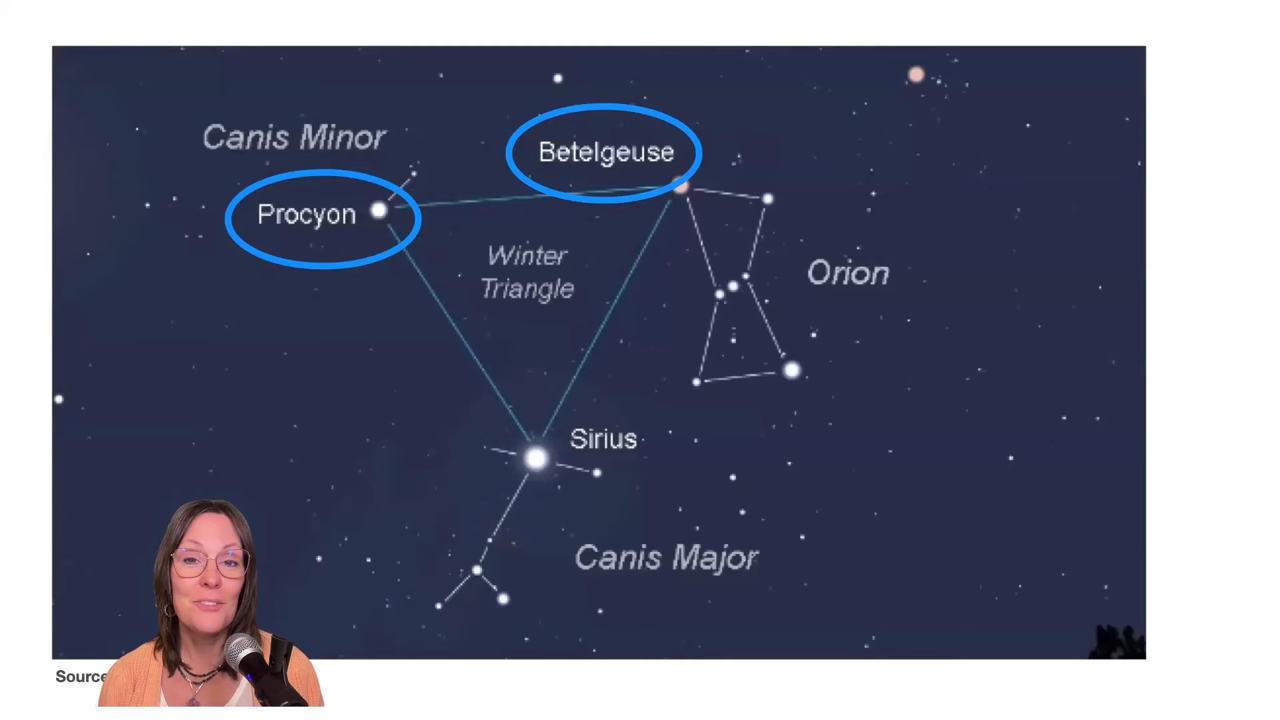 Canis Minor
Betelgeuse
Procyon
Winter
Triangle
Orion
Sirius
Canis Major
Source